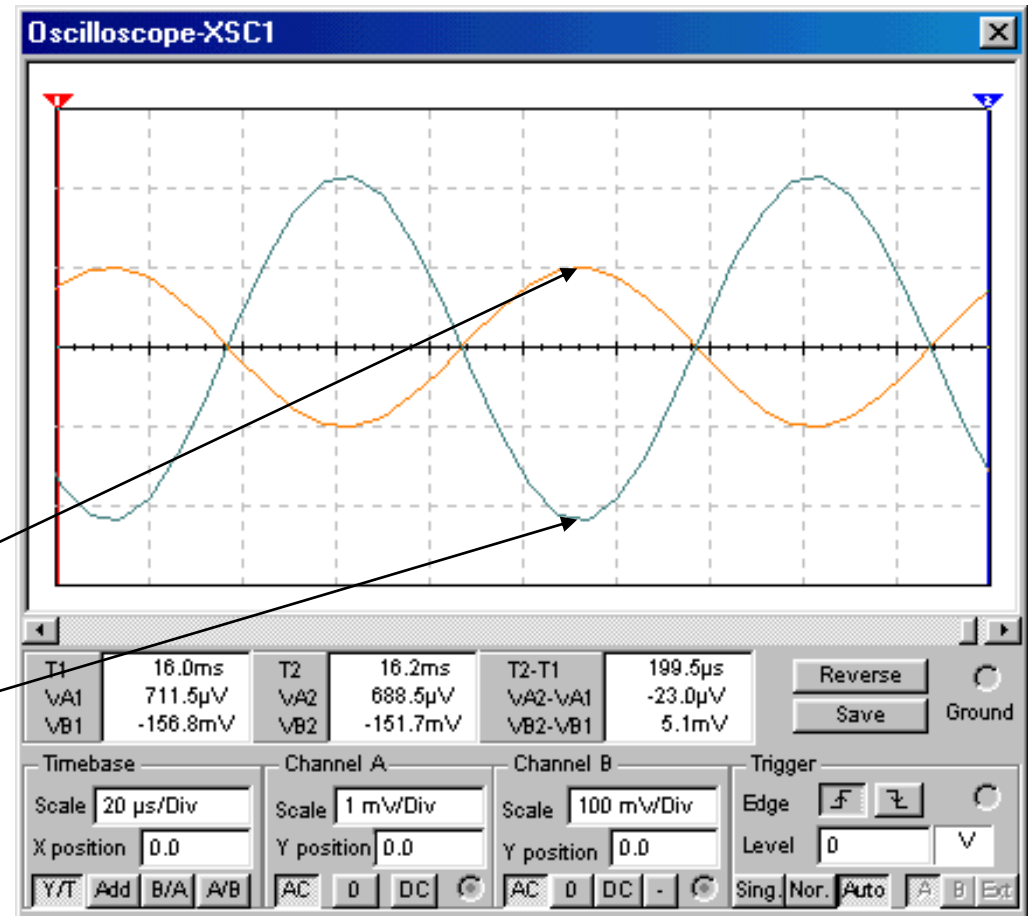 Oscilloscope-XSC1
1 2
T1 16.0ms T2 16.2ms T2-T1 199.5µs
VA1 711.5µV VA2 688.5µV VA2-VA1 -23.0µV
VB1 -156.8mV VB2 -151.7mV VB2-VB1 5.1mV
Reverse
Save
Ground
Timebase
Scale 20 µs/Div
X position 0.0
Y/T Add B/A A/B
Channel A
Scale 1 mV/Div
Y position 0.0
AC 0 DC
Channel B
Scale 100 mV/Div
Y position 0.0
AC 0 DC -
Trigger
Edge
Level 0 V
Sing. Nor. Auto A B Ext